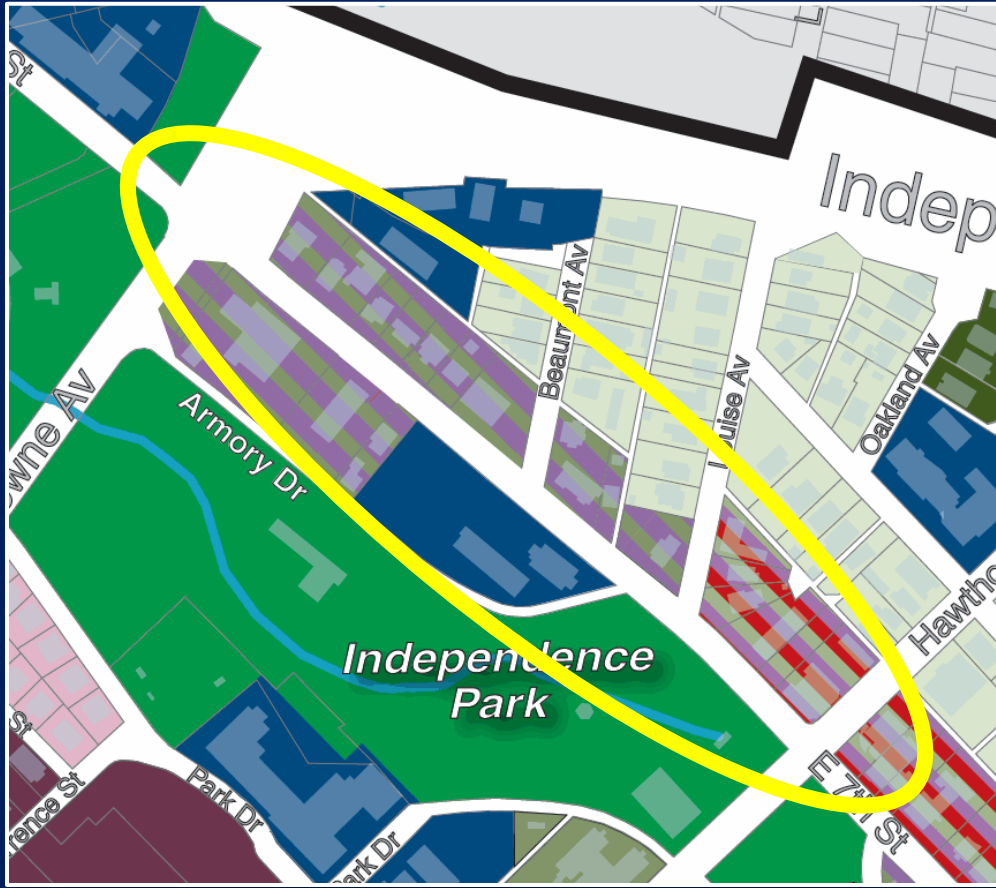 St
Indep
Beaumont Av
Louise Av
Oakland Av
Armory Dr
owne Av
Hawtho
Independence
Park
St
rence St
Park Dr
Park Dr
E 7th St